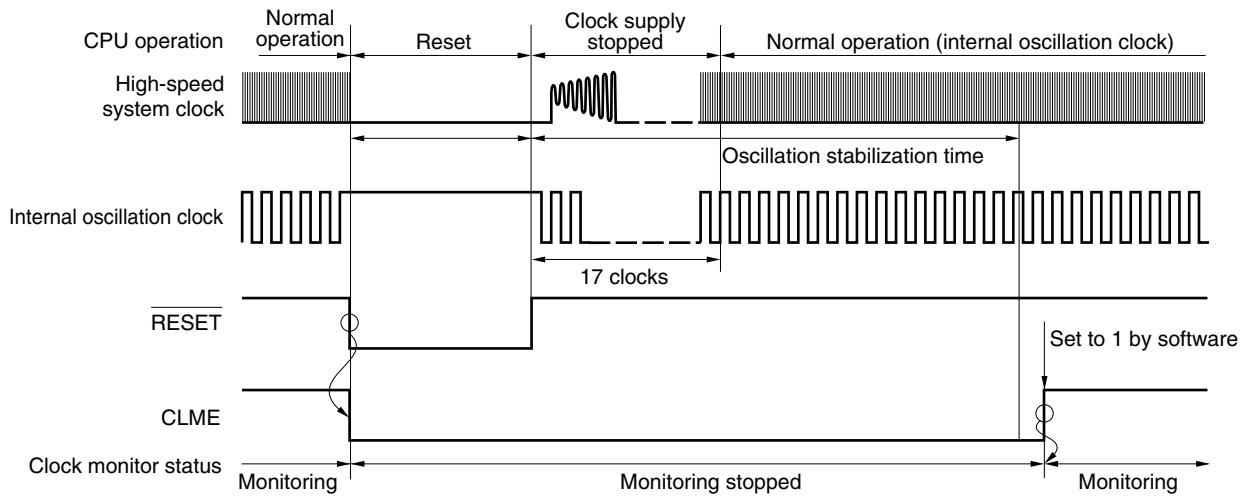 CPU operation
Normal
operation
Reset
Clock supply
stopped
Normal operation (internal oscillation clock)
High-speed
system clock
Oscillation stabilization time
Internal oscillation clock
17 clocks
RESET
Set to 1 by software
CLME
Clock monitor status
Monitoring
Monitoring stopped
Monitoring